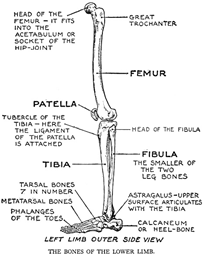 HEAD OF THE
FEMUR - IT FITS
INTO THE
ACETABULUM OR
SOCKET OF THE
HIP-JOINT
GREAT
TROCHANTER
FEMUR
PATELLA
TUBERCLE OF THE
TIBIA - HERE
THE LIGAMENT OF
THE PATELLA
IS ATTACHED
HEAD OF THE FIBULA
TIBIA
FIBULA
THE SMALLER OF
THE TWO
LEG BONES
TARSAL BONES
7 IN NUMBER
METATARSAL BONES
PHALANGES
OF THE TOES
ASTRAGALUS-UPPER
SURFACE ARTICULATES
WITH THE TIBIA
CALCANEUM
OR HEEL-BONE
LEFT LIMB OUTER SIDE VIEW
THE BONES OF THE LOWER LIMB.